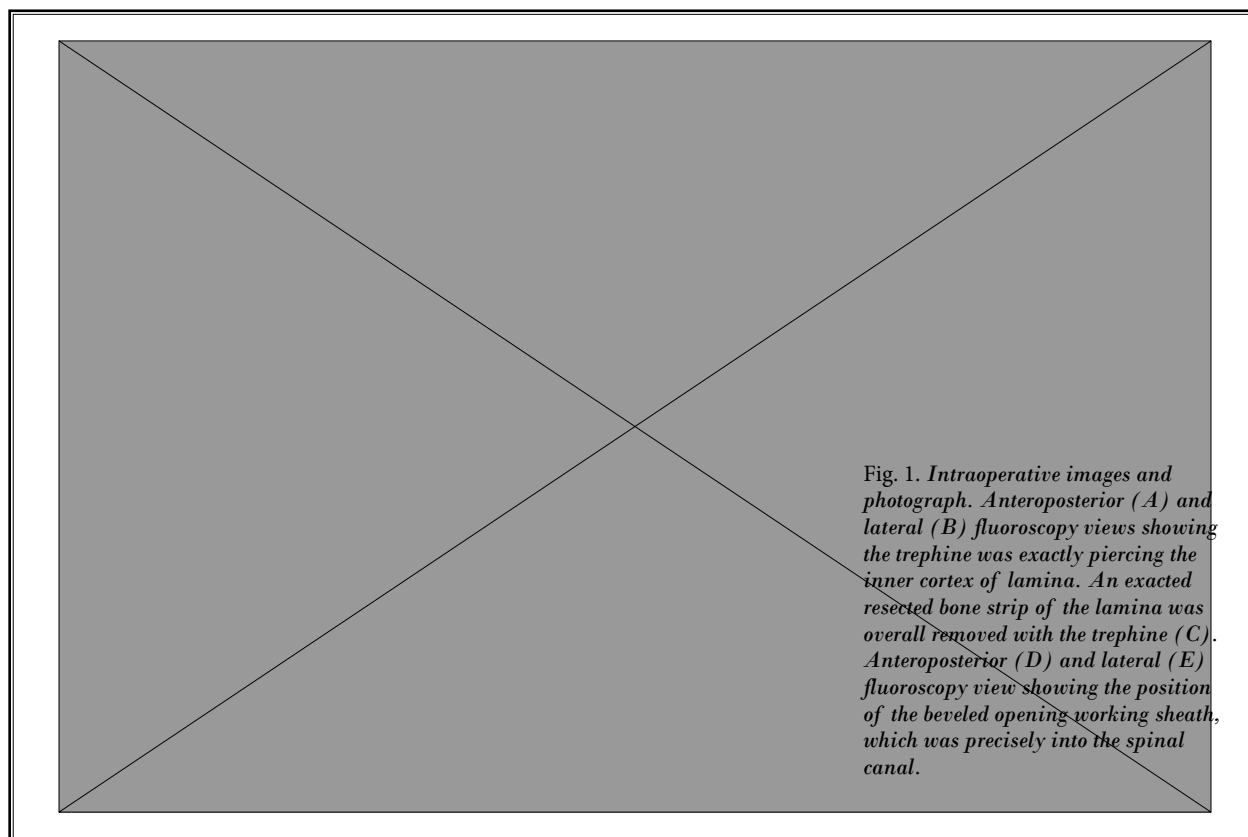 Fig. 1. Intraoperative images and
photograph. Anteroposterior (A) and
lateral (B) fluoroscopy views showing
the trephine was exactly piercing the
inner cortex of lamina. An exacted
resected bone strip of the lamina was
overall removed with the trephine (C).
Anteroposterior (D) and lateral (E)
fluoroscopy view showing the position
of the beveled opening working sheath,
which was precisely into the spinal
canal.